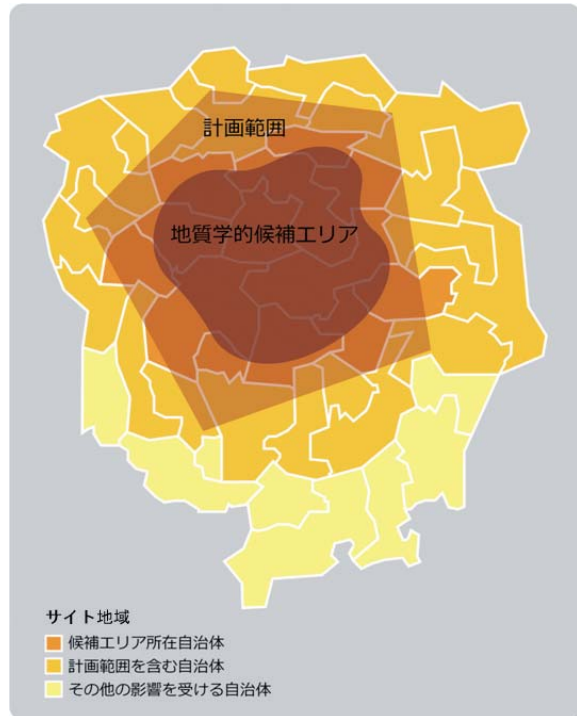 計画範囲
地質学的候補エリア
サイト地域
候補エリア所在自治体
計画範囲を含む自治体
その他の影響を受ける自治体